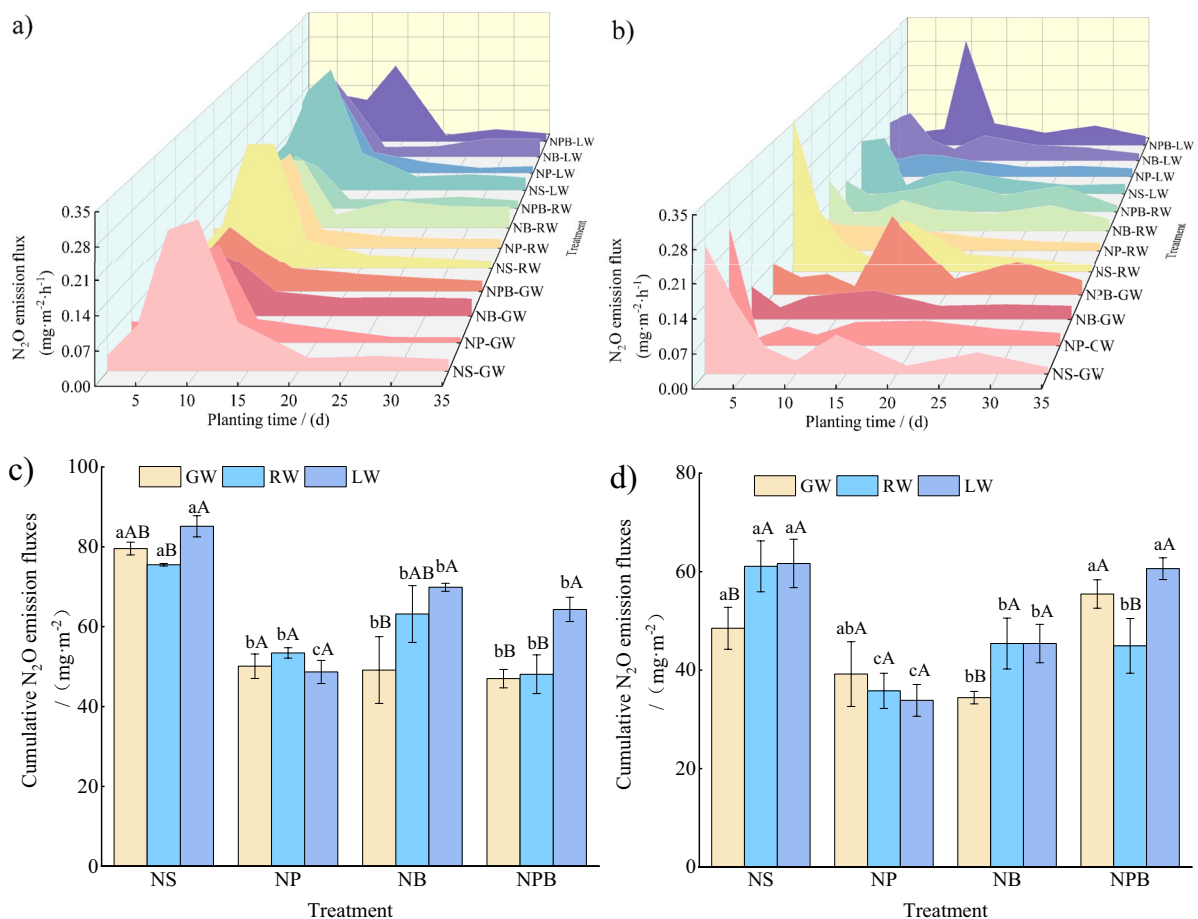 a)
N₂O emission flux
(mg·m⁻²·h⁻¹)
0.35
0.28
0.21
0.14
0.07
0.00
5
10
15
20
25
30
35
Planting time / (d)
NPB-LW
NB-LW
NP-LW
NS-LW
NPB-RW
NB-RW
NP-RW
NS-RW
NPB-GW
NB-GW
NP-GW
NS-GW
Treatment
b)
N₂O emission flux
(mg·m⁻²·h⁻¹)
0.35
0.28
0.21
0.14
0.07
0.00
5
10
15
20
25
30
35
Planting time / (d)
NPB-LW
NB-LW
NP-LW
NS-LW
NPB-RW
NB-RW
NP-RW
NS-RW
NPB-GW
NB-GW
NP-CW
NS-GW
Treatment
c)
Cumulative N₂O emission fluxes
/（mg·m⁻²)
100
80
60
40
20
0
GW RW LW
aAB aB aA
bA bA cA
bB bAB bA
bB bB bA
NS NP NB NPB
Treatment
d)
Cumulative N₂O emission fluxes
/（mg·m⁻²)
80
60
40
20
0
GW RW LW
aB aA aA
abA cA cA
bB bA bA
aA bB aA
NS NP NB NPB
Treatment